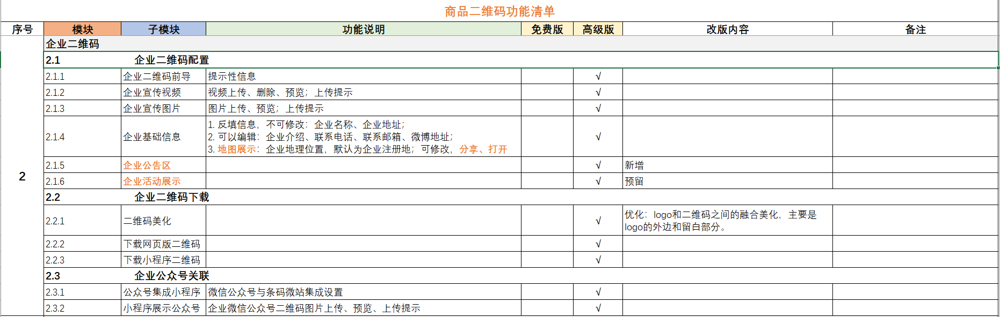 商品二维码功能清单
序号 模块 子模块 功能说明 免费版 高级版 改版内容 备注
企业二维码
2.1 企业二维码配置
2.1.1 企业二维码前导 提示性信息 √
2.1.2 企业宣传视频 视频上传、删除、预览；上传提示 √
2.1.3 企业宣传图片 图片上传、预览；上传提示 √
1. 反填信息，不可修改：企业名称、企业地址；
2.1.4 企业基础信息 2. 可以编辑：企业介绍、联系电话、联系邮箱、微博地址； √
3. 地图展示：企业地理位置，默认为企业注册地；可修改，分享、打开
2.1.5 企业公告区 √ 新增
2
2.1.6 企业活动展示 √ 预留
2.2 企业二维码下载
2.2.1 二维码美化 √ 优化：logo和二维码之间的融合美化，主要是
logo的外边和留白部分。
2.2.2 下载网页版二维码 √
2.2.3 下载小程序二维码 √
2.3 企业公众号关联
2.3.1 公众号集成小程序 微信公众号与条码微站集成设置 √
2.3.2 小程序展示公众号 企业微信公众号二维码图片上传、预览、上传提示 √